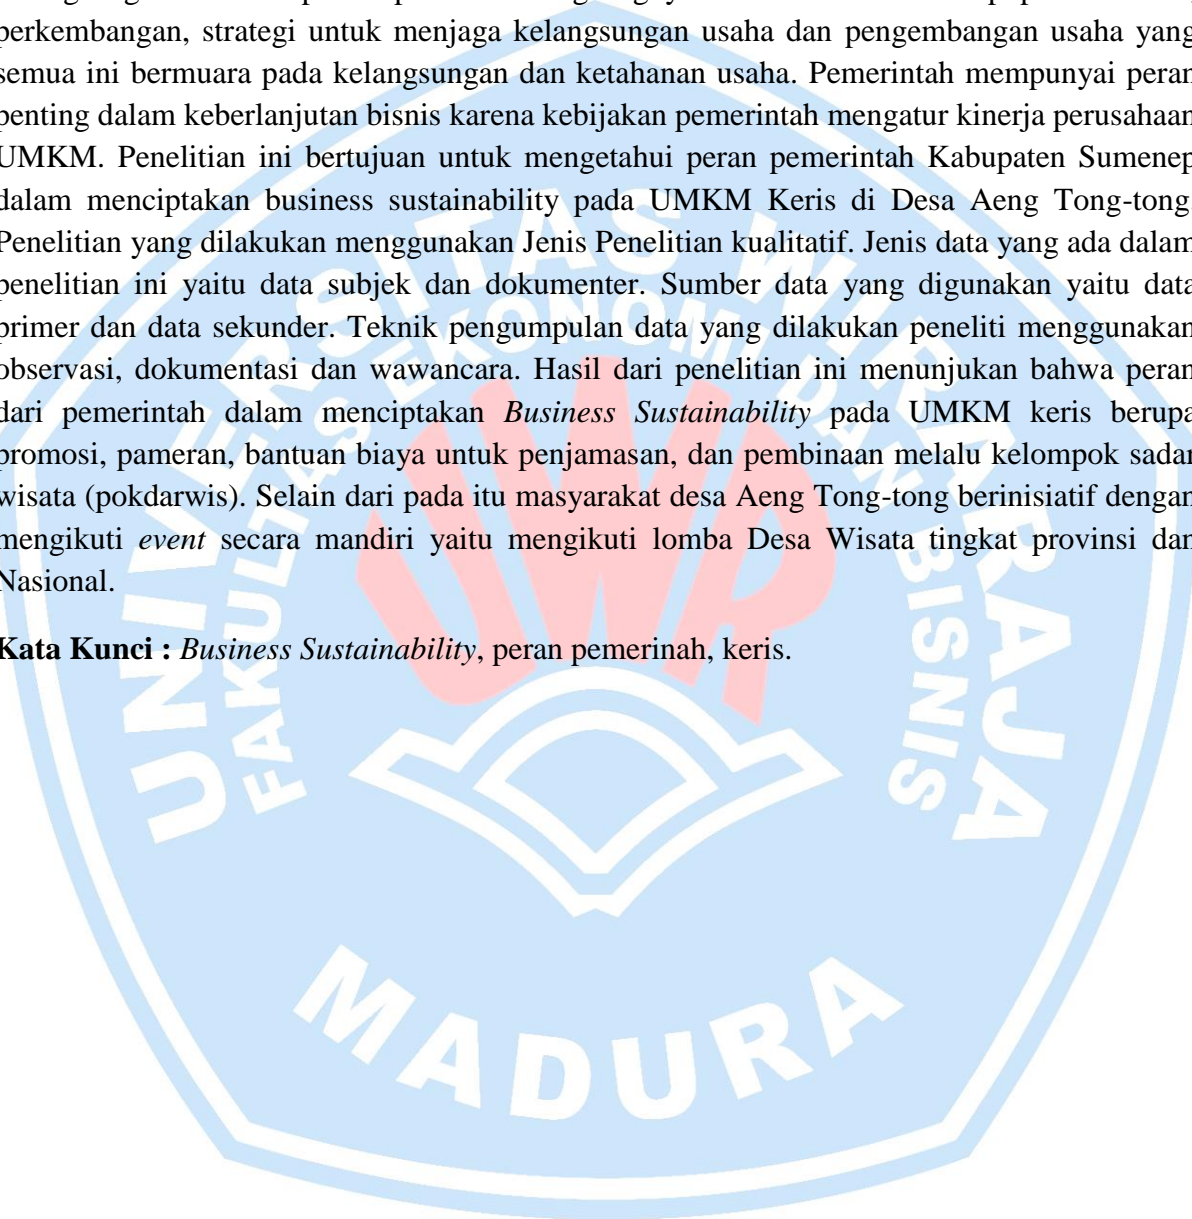 perkembangan, strategi untuk menjaga kelangsungan usaha dan pengembangan usaha yang
semua ini bermuara pada kelangsungan dan ketahanan usaha. Pemerintah mempunyai peran
penting dalam keberlanjutan bisnis karena kebijakan pemerintah mengatur kinerja perusahaan
UMKM. Penelitian ini bertujuan untuk mengetahui peran pemerintah Kabupaten Sumenep
dalam menciptakan business sustainability pada UMKM Keris di Desa Aeng Tong-tong.
Penelitian yang dilakukan menggunakan Jenis Penelitian kualitatif. Jenis data yang ada dalam
penelitian ini yaitu data subjek dan dokumenter. Sumber data yang digunakan yaitu data
primer dan data sekunder. Teknik pengumpulan data yang dilakukan peneliti menggunakan
observasi, dokumentasi dan wawancara. Hasil dari penelitian ini menunjukan bahwa peran
dari pemerintah dalam menciptakan Business Sustainability pada UMKM keris berupa
promosi, pameran, bantuan biaya untuk penjamasan, dan pembinaan melalu kelompok sadar
wisata (pokdarwis). Selain dari pada itu masyarakat desa Aeng Tong-tong berinisiatif dengan
mengikuti event secara mandiri yaitu mengikuti lomba Desa Wisata tingkat provinsi dan
Nasional.
Kata Kunci : Business Sustainability, peran pemerinah, keris.
UNIVERSITAS WIRARAJA
FAKULTAS EKONOMI DAN BISNIS
UWR
MADURA